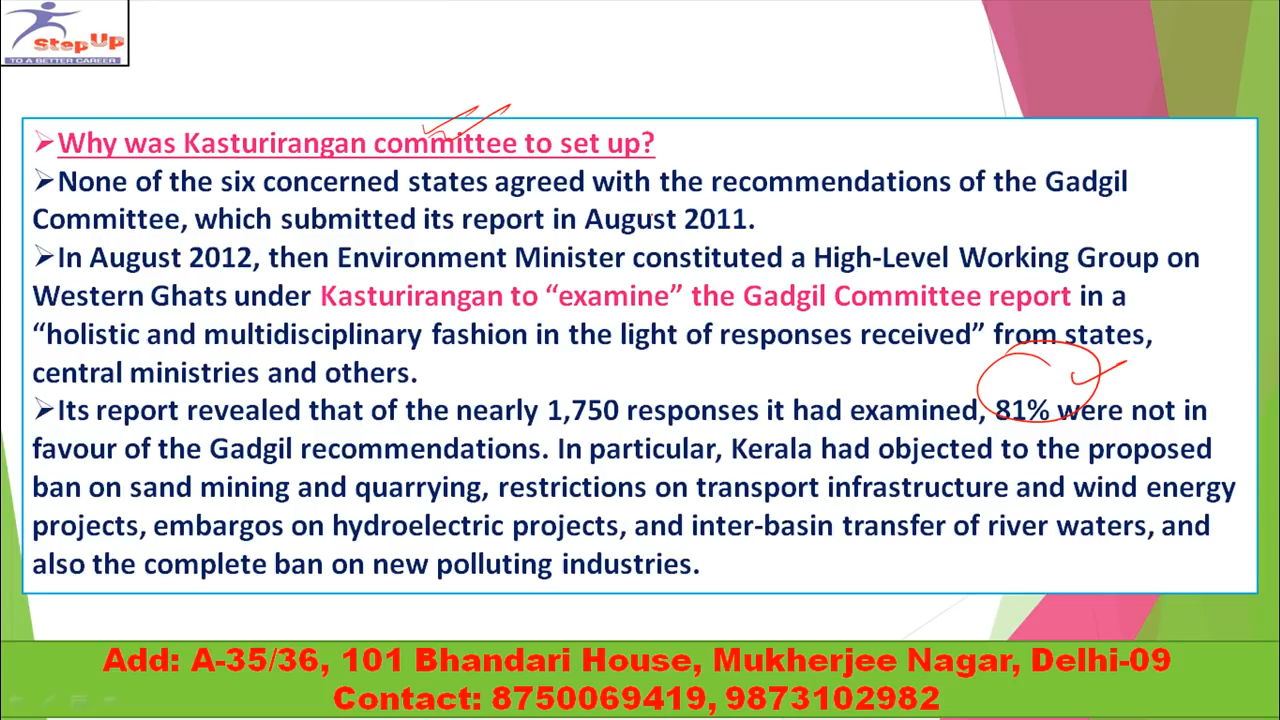 StepUp
TO A BETTER CAREER
Why was Kasturirangan committee to set up?
None of the six concerned states agreed with the recommendations of the Gadgil
Committee, which submitted its report in August 2011.
In August 2012, then Environment Minister constituted a High-Level Working Group on
Western Ghats under Kasturirangan to “examine” the Gadgil Committee report in a
“holistic and multidisciplinary fashion in the light of responses received” from states,
central ministries and others.
Its report revealed that of the nearly 1,750 responses it had examined, 81% were not in
favour of the Gadgil recommendations. In particular, Kerala had objected to the proposed
ban on sand mining and quarrying, restrictions on transport infrastructure and wind energy
projects, embargos on hydroelectric projects, and inter-basin transfer of river waters, and
also the complete ban on new polluting industries.
Add: A-35/36, 101 Bhandari House, Mukherjee Nagar, Delhi-09
Contact: 8750069419, 9873102982